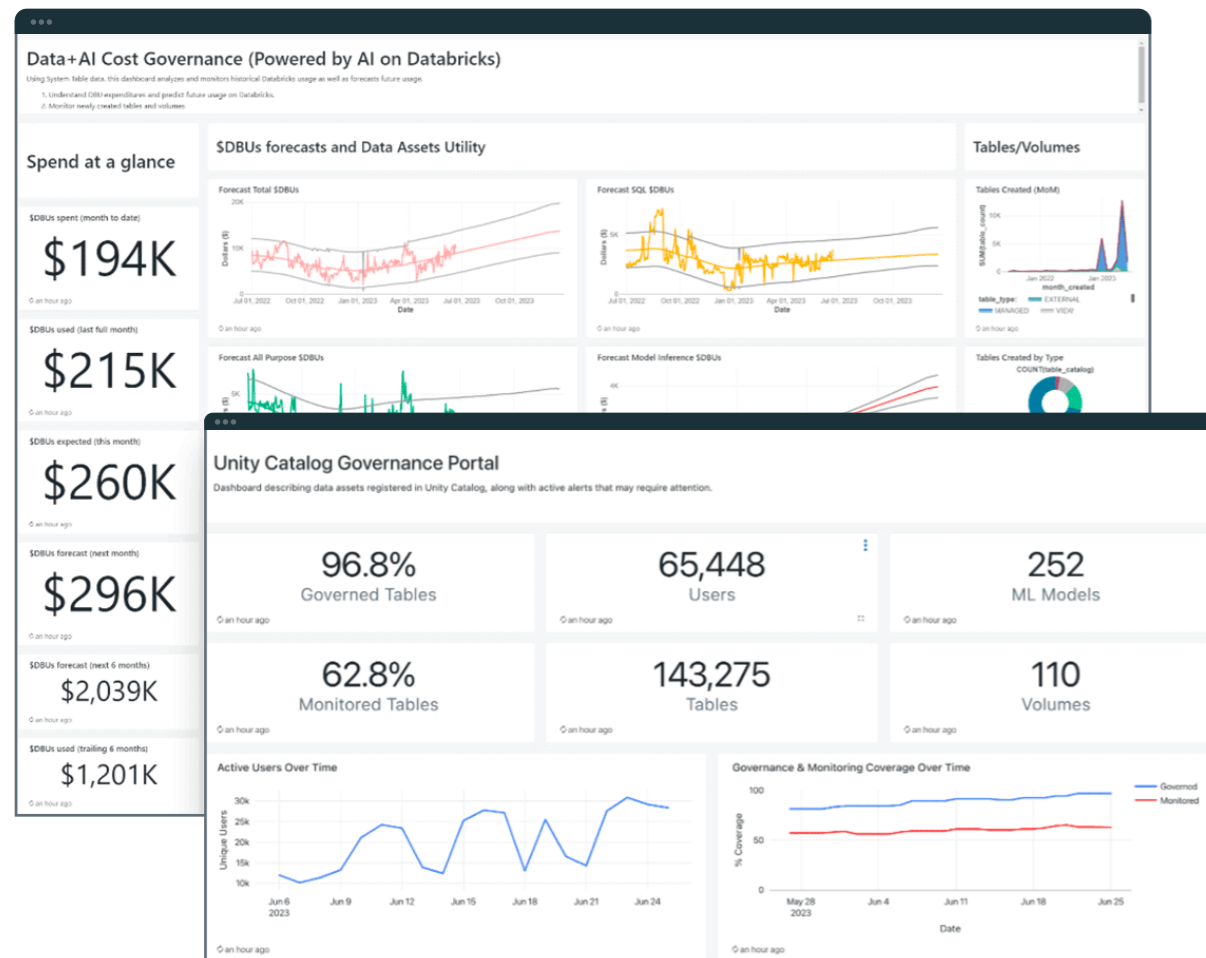 Data+AI Cost Governance (Powered by AI on Databricks)
Using System Table data, this dashboard analyzes and monitors historical Databricks usage as well as forecasts future usage.
1. Understand DBU expenditures and predict future usage on Databricks.
2. Monitor newly created tables and volumes
Spend at a glance
$DBUs spent (month to date)
$194K
an hour ago
$DBUs used (last full month)
$215K
an hour ago
$DBUs expected (this month)
$260K
an hour ago
$DBUs forecast (next month)
$296K
an hour ago
$DBUs forecast (next 6 months)
$2,039K
an hour ago
$DBUs used (trailing 6 months)
$1,201K
an hour ago
$DBUs forecasts and Data Assets Utility
Forecast Total $DBUs
20K
10K
0
Dollars ($)
Jul 01, 2022 Oct 01, 2022 Jan 01, 2023 Apr 01, 2023 Jul 01, 2023 Oct 01, 2023
Date
an hour ago
Forecast SQL $DBUs
5K
0
Dollars ($)
Jul 01, 2022 Oct 01, 2022 Jan 01, 2023 Apr 01, 2023 Jul 01, 2023 Oct 01, 2023
Date
an hour ago
Forecast All Purpose $DBUs
5K
($)
Forecast Model Inference $DBUs
4K
($)
Tables/Volumes
Tables Created (MoM)
10K
5K
0
SUM(table_count)
Jan 2022 Jan 2023
month_created
table_type: EXTERNAL
MANAGED VIEW
an hour ago
Tables Created by Type
COUNT(table_catalog)
Unity Catalog Governance Portal
Dashboard describing data assets registered in Unity Catalog, along with active alerts that may require attention.
96.8%
Governed Tables
an hour ago
65,448
Users
an hour ago
252
ML Models
an hour ago
62.8%
Monitored Tables
an hour ago
143,275
Tables
an hour ago
110
Volumes
an hour ago
Active Users Over Time
30k
25k
20k
15k
10k
Unique Users
Jun 6 Jun 9 Jun 12 Jun 15 Jun 18 Jun 21 Jun 24
2023
an hour ago
Governance & Monitoring Coverage Over Time
100
50
0
% Coverage
Governed
Monitored
May 28 Jun 4 Jun 11 Jun 18 Jun 25
2023
Date
an hour ago